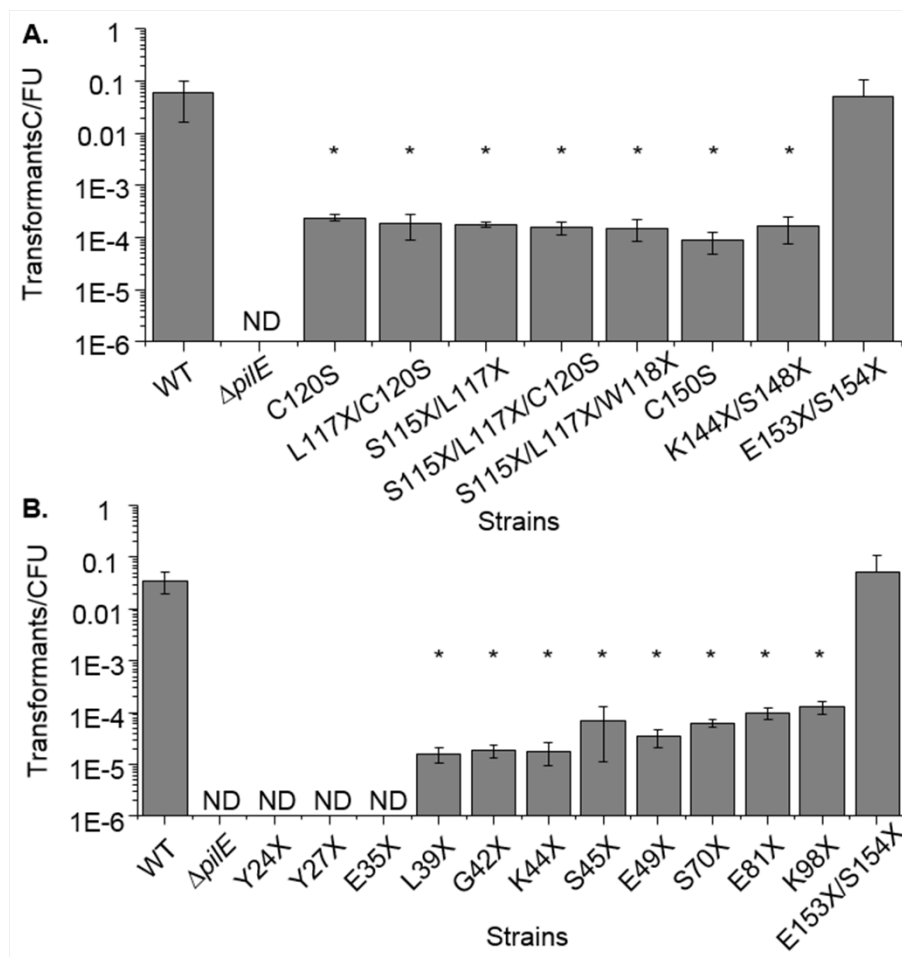 A.
TransformantsC/FU
1
0.1
0.01
1E-3
1E-4
1E-5
1E-6
* * * * * * *
ND
WT
ΔpilE
C120S
L117X/C120S
S115X/L117X
S115X/L117X/C120S
S115X/L117X/W118X
C150S
K144X/S148X
E153X/S154X
Strains
B.
Transformants/CFU
1
0.1
0.01
1E-3
1E-4
1E-5
1E-6
* * * * * * * *
ND ND ND ND
WT
ΔpilE
Y24X
Y27X
E35X
L39X
G42X
K44X
S45X
E49X
S70X
E81X
K98X
E153X/S154X
Strains